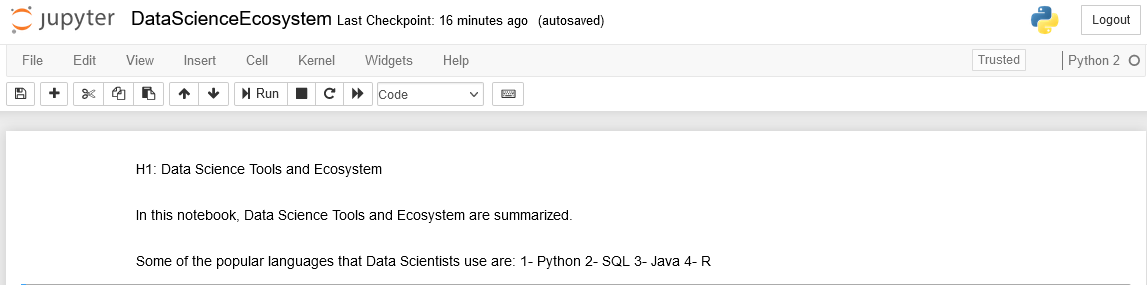 jupyter DataScienceEcosystem Last Checkpoint: 16 minutes ago (autosaved) Logout
File Edit View Insert Cell Kernel Widgets Help Trusted Python 2
Run Code
H1: Data Science Tools and Ecosystem
In this notebook, Data Science Tools and Ecosystem are summarized.
Some of the popular languages that Data Scientists use are: 1- Python 2- SQL 3- Java 4- R